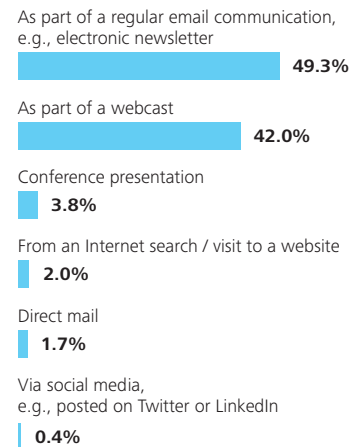 As part of a regular email communication,
e.g., electronic newsletter
49.3%
As part of a webcast
42.0%
Conference presentation
3.8%
From an Internet search / visit to a website
2.0%
Direct mail
1.7%
Via social media,
e.g., posted on Twitter or LinkedIn
0.4%